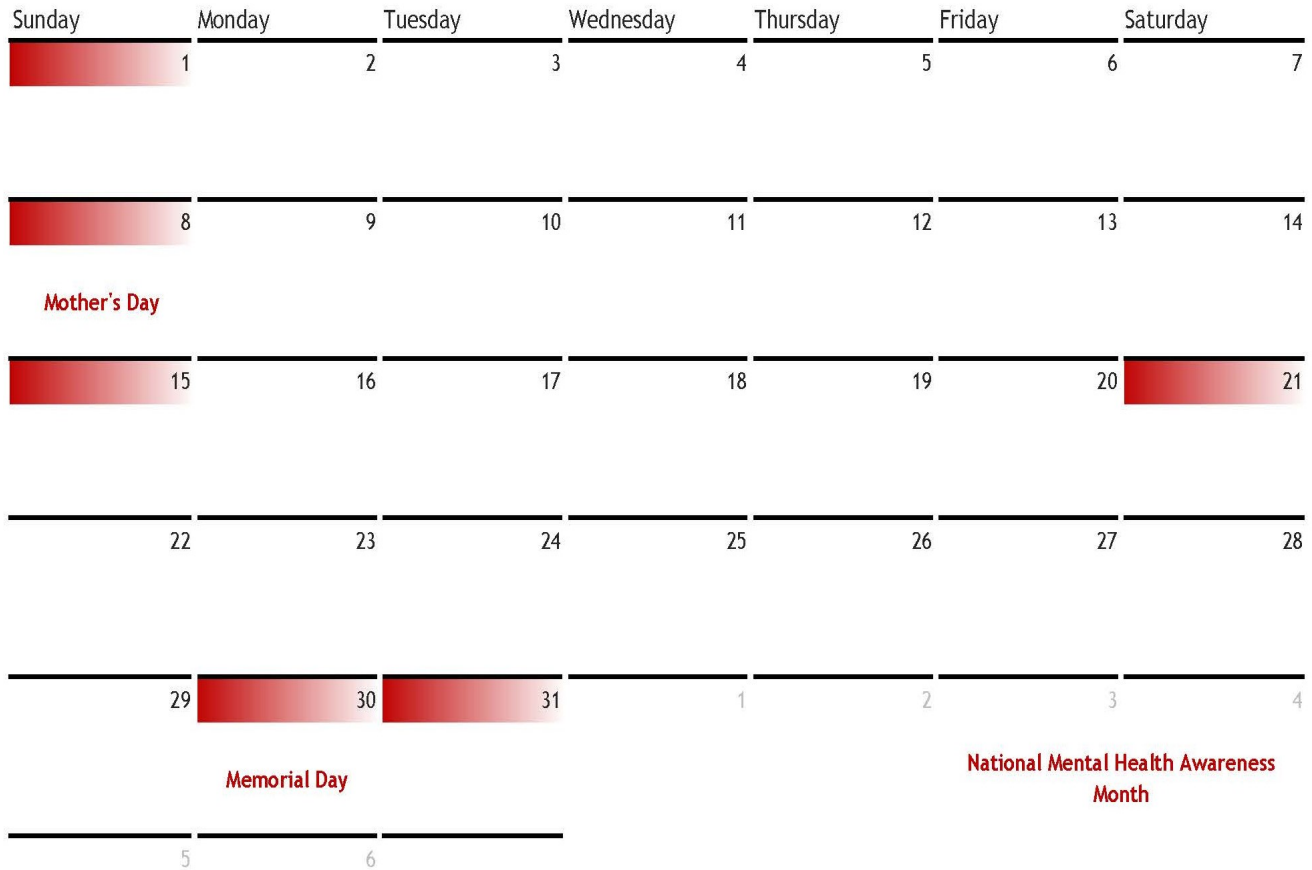 Sunday Monday Tuesday Wednesday Thursday Friday Saturday
1 2 3 4 5 6 7
8 9 10 11 12 13 14
Mother's Day
15 16 17 18 19 20 21
22 23 24 25 26 27 28
29 30 31 1 2 3 4
National Mental Health Awareness
Memorial Day
Month
5 6